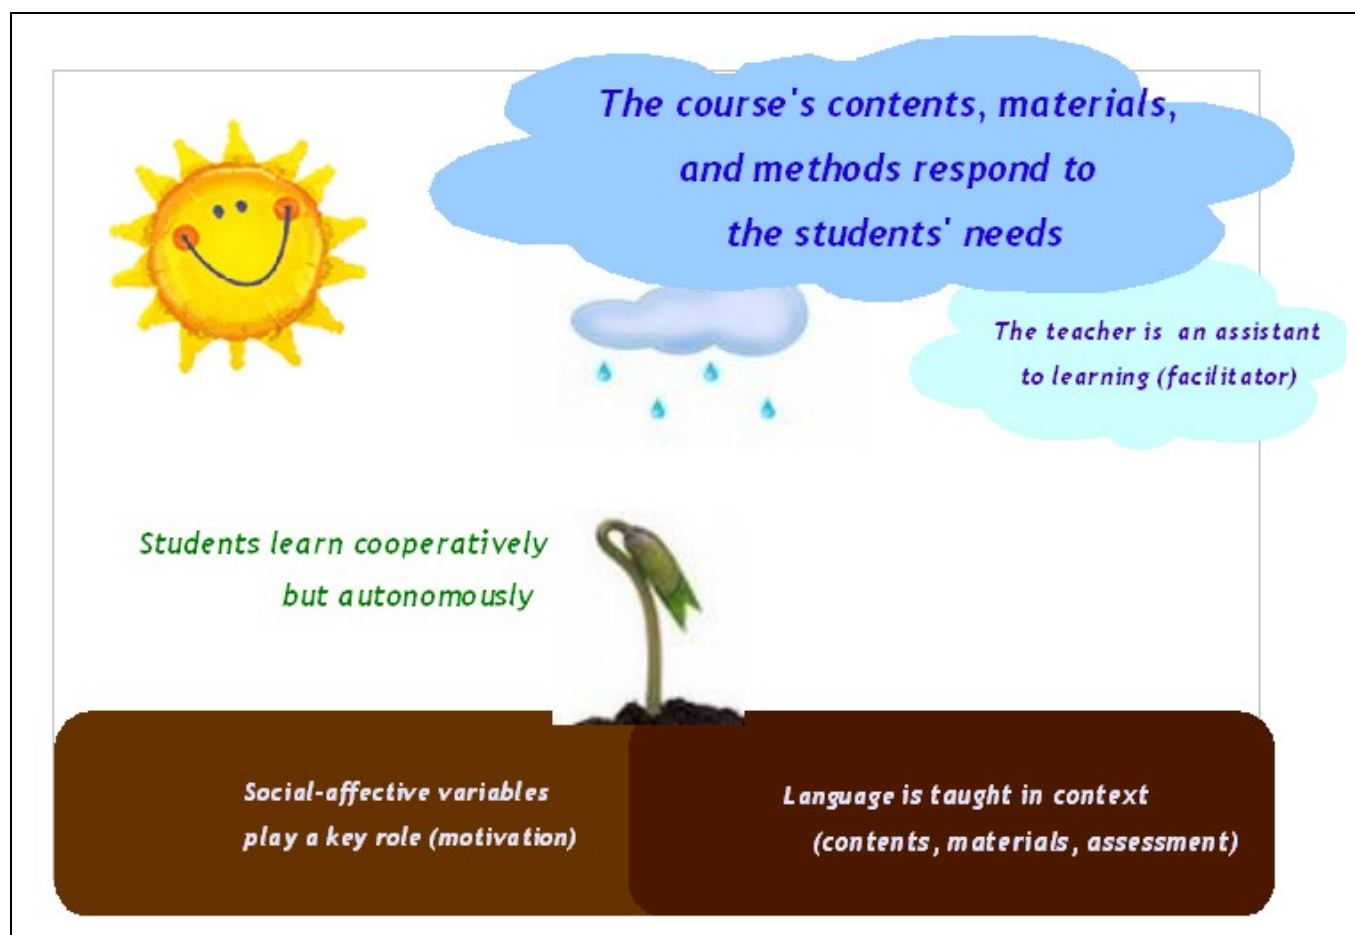 The course's contents, materials,
and methods respond to
the students' needs
The teacher is an assistant
to learning (facilitator)
Students learn cooperatively
but autonomously
Social-affective variables
play a key role (motivation)
Language is taught in context
(contents, materials, assessment)